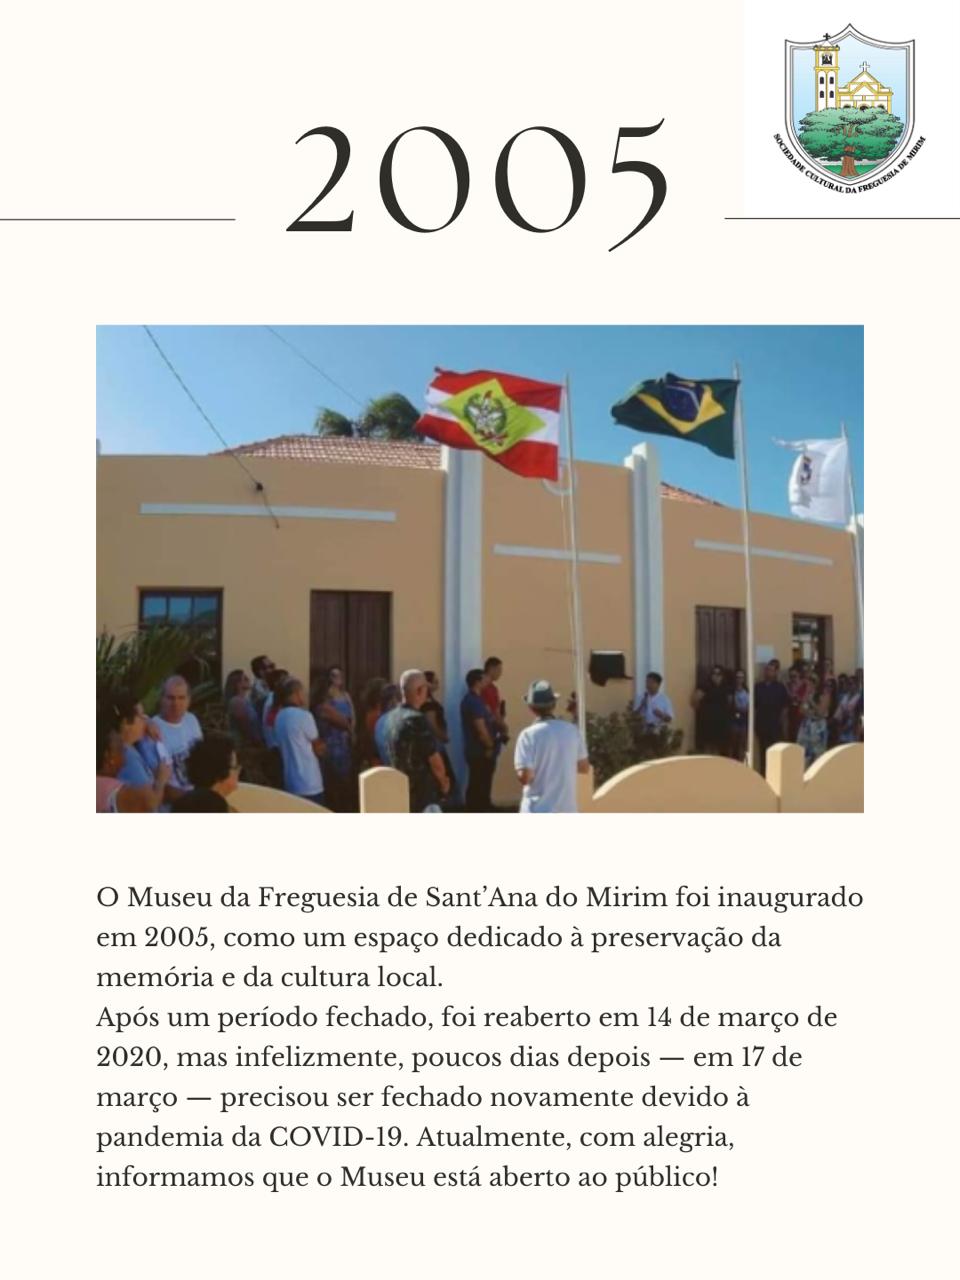 2005
SOCIEDADE CULTURAL DA FREGUESIA DE MIRIM
O Museu da Freguesia de Sant’Ana do Mirim foi inaugurado
em 2005, como um espaço dedicado à preservação da
memória e da cultura local.
Após um período fechado, foi reaberto em 14 de março de
2020, mas infelizmente, poucos dias depois — em 17 de
março — precisou ser fechado novamente devido à
pandemia da COVID-19. Atualmente, com alegria,
informamos que o Museu está aberto ao público!